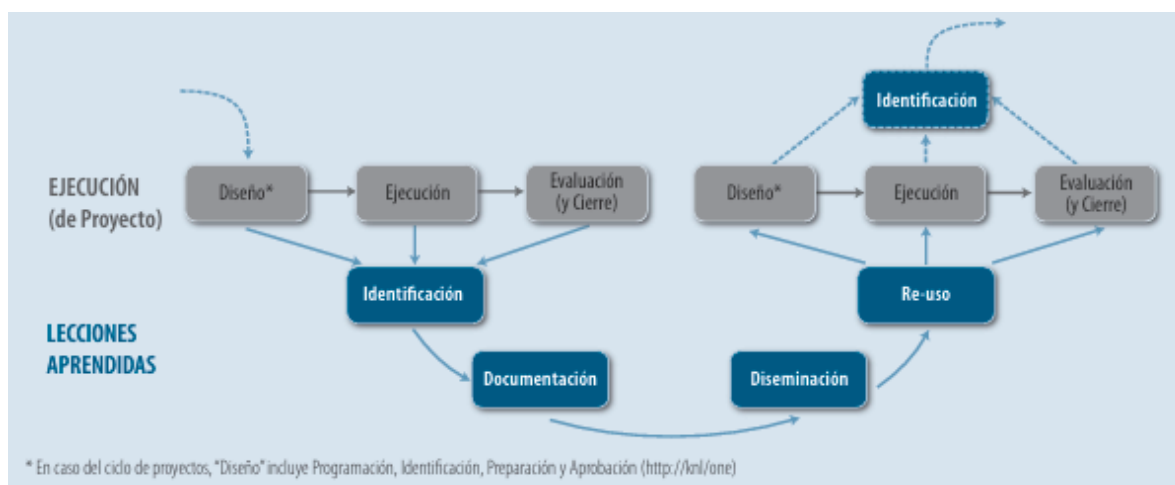 Identificación
EJECUCIÓN
(de Proyecto)
Diseño*
Ejecución
Evaluación
(y Cierre)
Diseño*
Ejecución
Evaluación
(y Cierre)
Identificación
Re-uso
LECCIONES
APRENDIDAS
Documentación
Diseminación
* En caso del ciclo de proyectos, "Diseño" incluye Programación, Identificación, Preparación y Aprobación (http://knl/one)